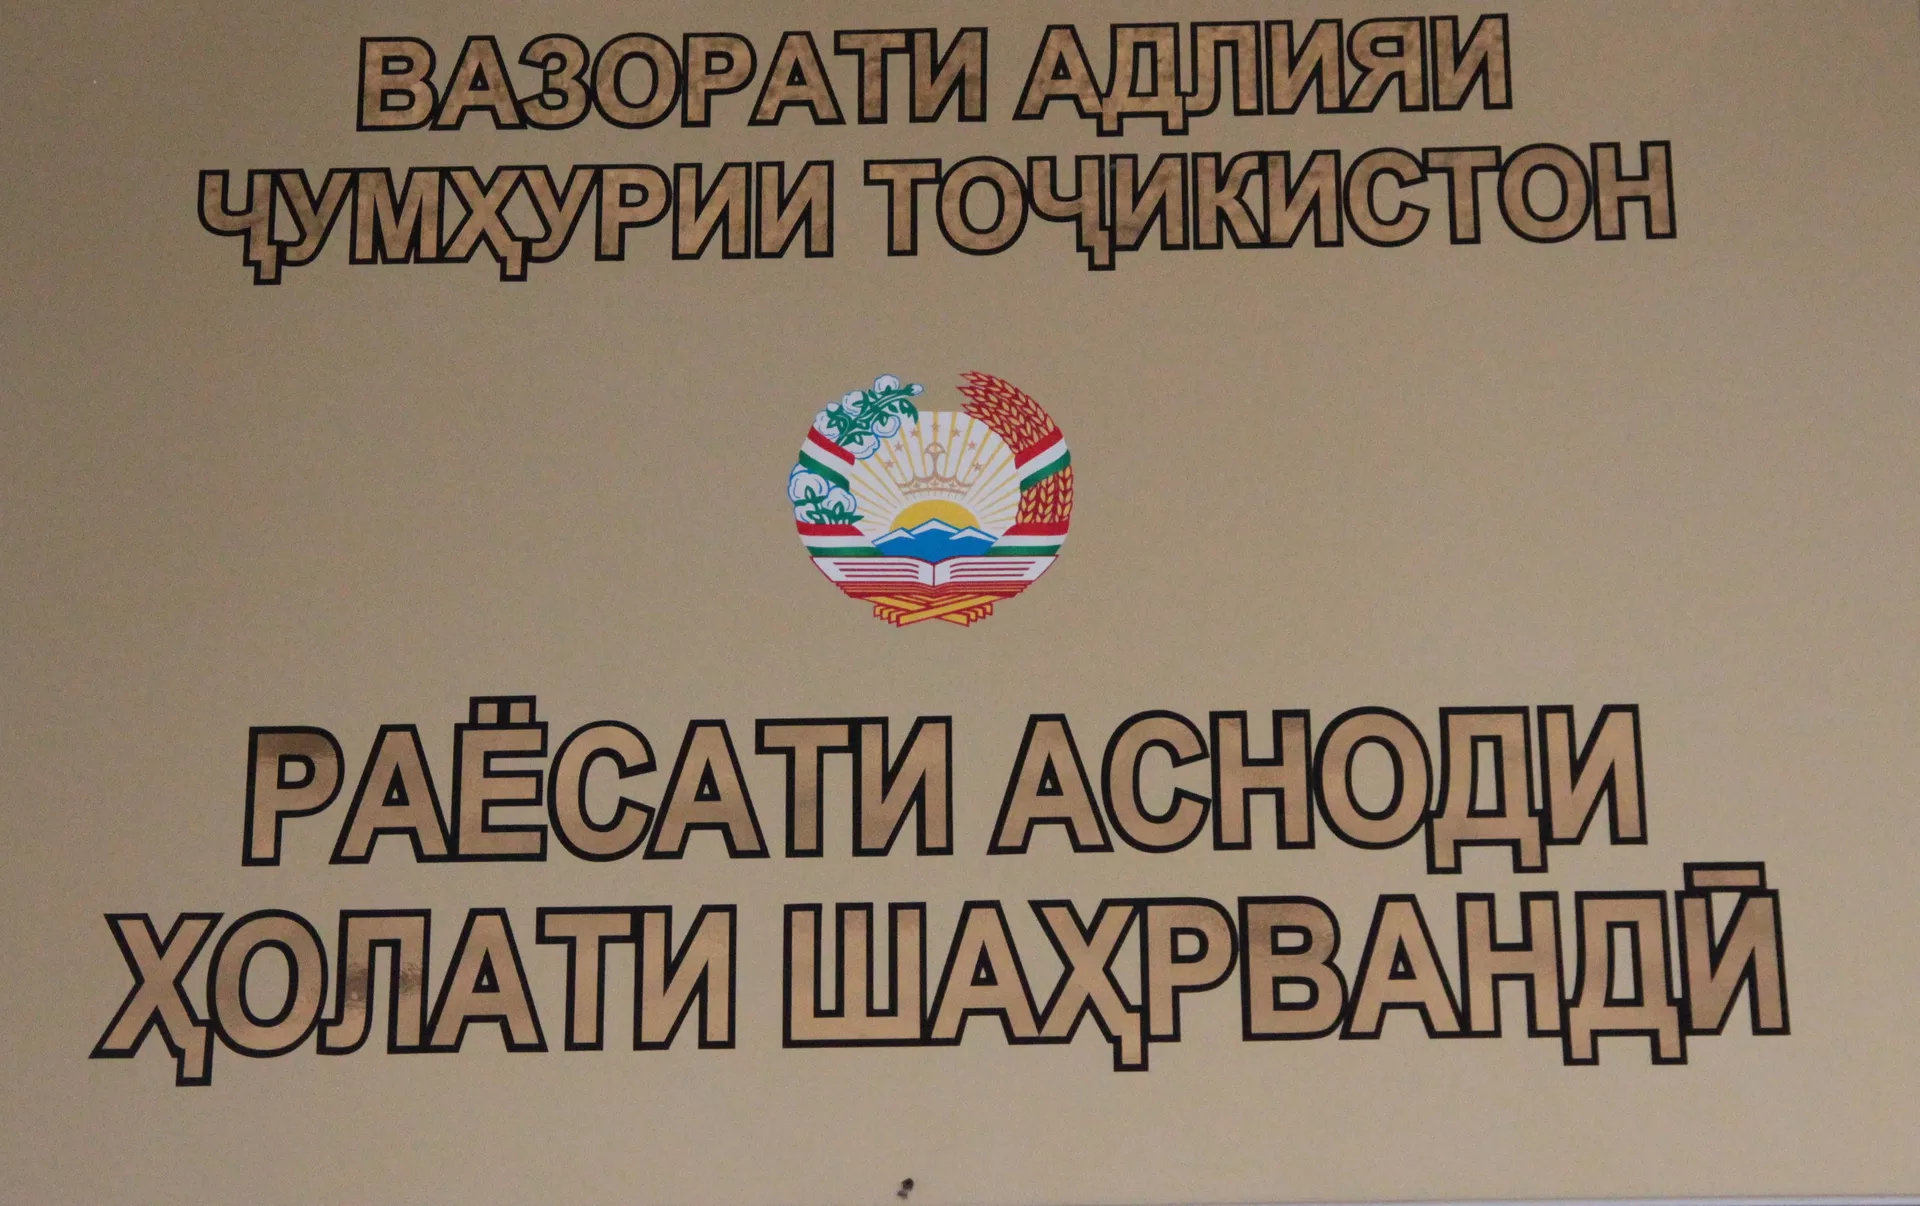 ВАЗОРАТИ АДЛИЯИ
ҶУМҲУРИИ ТОҶИКИСТОН
РАЁСАТИ АСНОДИ
ҲОЛАТИ ШАҲРВАНДӢ